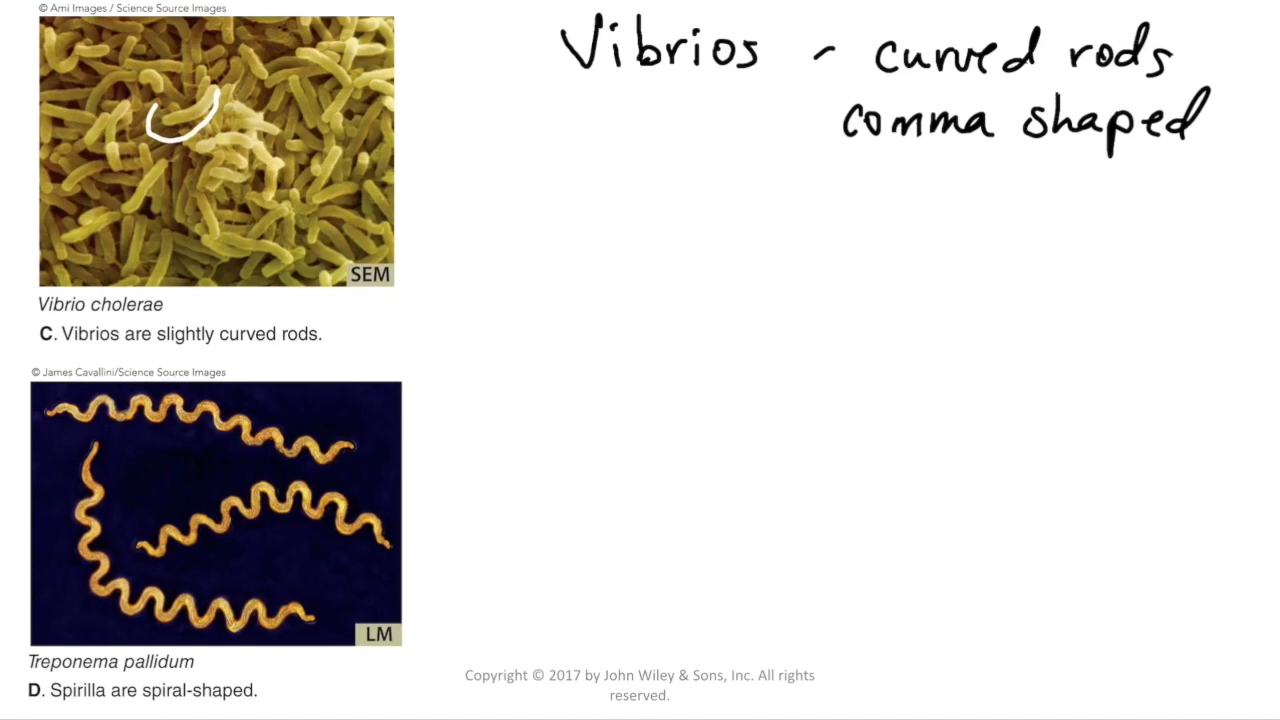 © Ami Images / Science Source Images
Vibrios - curved rods
comma shaped
SEM
Vibrio cholerae
C. Vibrios are slightly curved rods.
© James Cavallini/Science Source Images
LM
Treponema pallidum
D. Spirilla are spiral-shaped.
Copyright © 2017 by John Wiley & Sons, Inc. All rights
reserved.